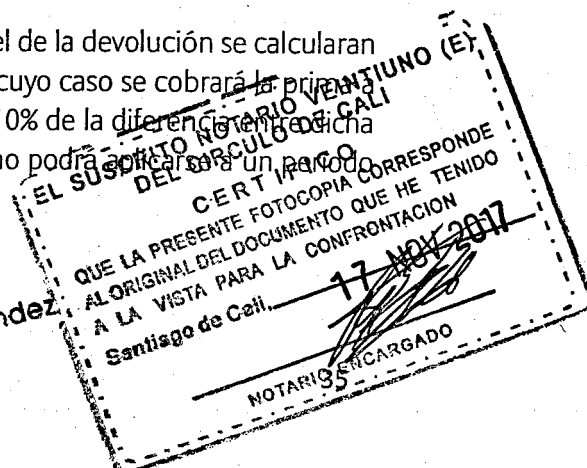 el de la devolución se calcularan
cuyo caso se cobrará la prima a
0% de la diferencia entre dicha
no podrá aplicarse a un periodo
EL SUSCRITO NOTARIO VEINTIUNO (E)
DEL CIRCULO DE CALI
CERTIFICO
QUE LA PRESENTE FOTOCOPIA CORRESPONDE
AL ORIGINAL DEL DOCUMENTO QUE HE TENIDO
A LA VISTA PARA LA CONFRONTACION
ndez
Santiago de Cali, 17 NOV 2017
NOTARIO ENCARGADO
35